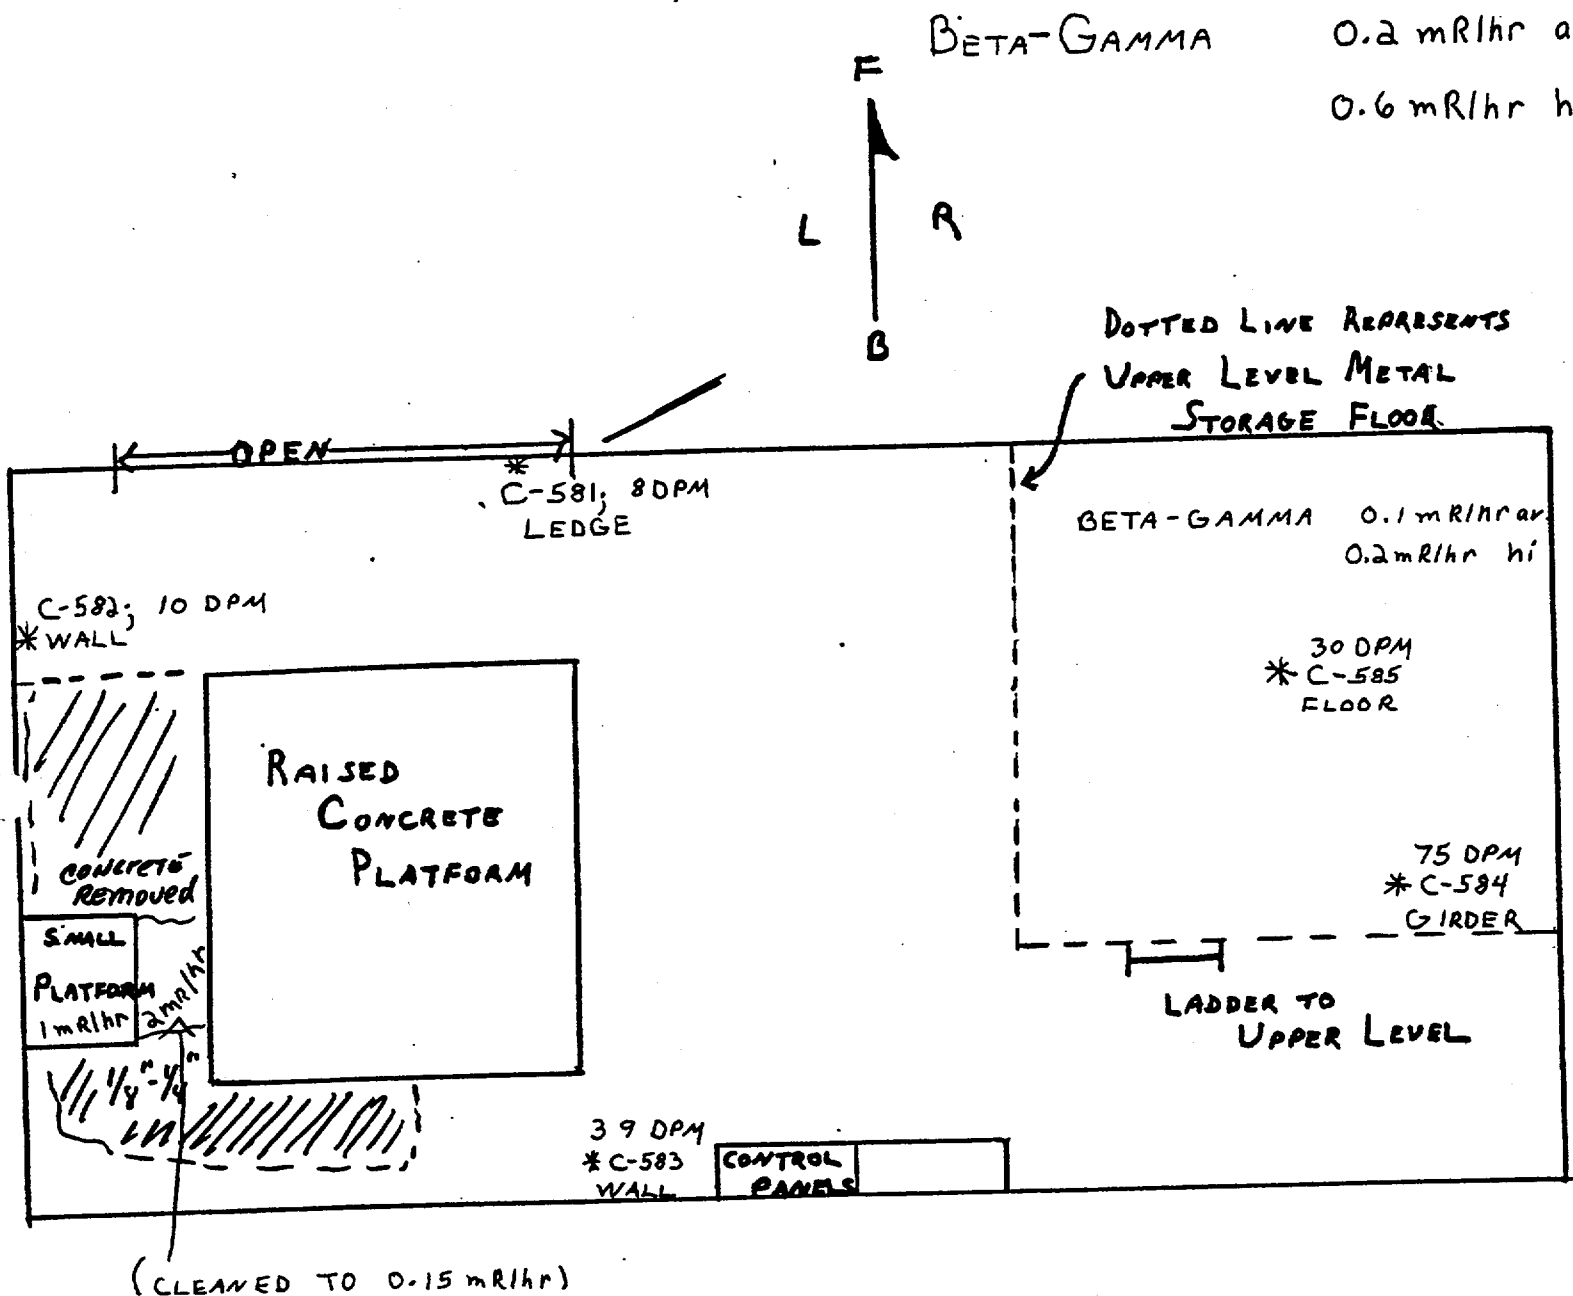 BETA-GAMMA 0.2 mR/hr a
0.6 mR/hr h
F
L R
B
DOTTED LINE REPRESENTS
UPPER LEVEL METAL
STORAGE FLOOR.
OPEN
* C-581; 8 DPM
LEDGE
BETA-GAMMA 0.1 mR/hr av.
0.2 mR/hr hi
C-582; 10 DPM
* WALL
30 DPM
* C-585
FLOOR
RAISED
CONCRETE
PLATFORM
CONCRETE
REMOVED
75 DPM
* C-584
GIRDER
SMALL
PLATFORM
1 mR/hr
2 mR/hr
LADDER TO
UPPER LEVEL
1/8"-1/4"
39 DPM
* C-583
WALL
CONTROL
PANELS
(CLEANED TO 0.15 mR/hr)